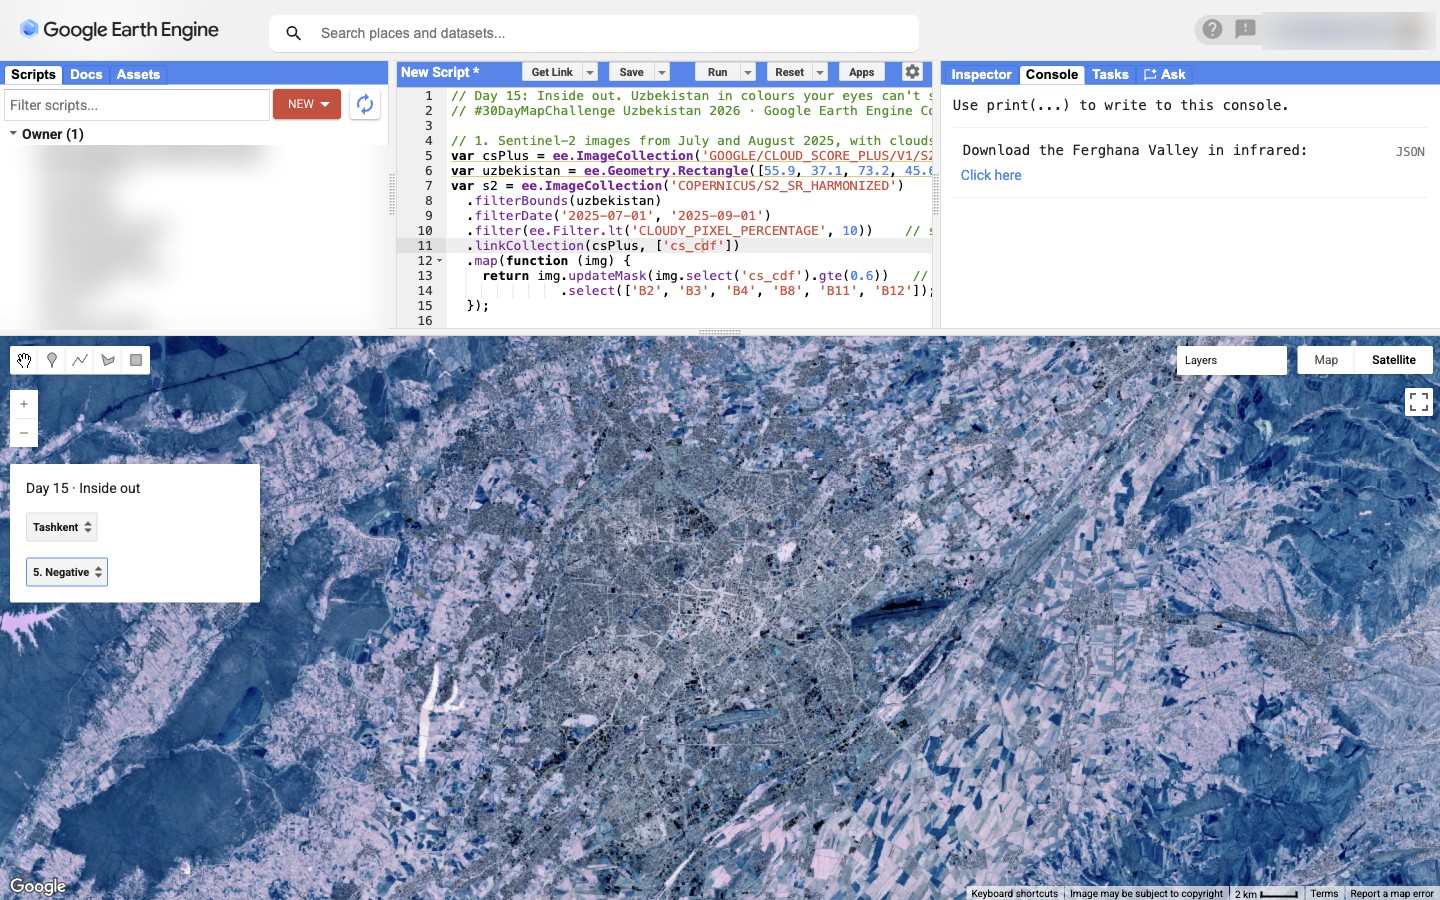 Google Earth Engine
Search places and datasets...
Scripts Docs Assets
Filter scripts...
NEW
Owner (1)
New Script *
Get Link
Save
Run
Reset
Apps
1 // Day 15: Inside out. Uzbekistan in colours your eyes can't s
2 // #30DayMapChallenge Uzbekistan 2026 · Google Earth Engine Co
3
4 // 1. Sentinel-2 images from July and August 2025, with clouds
5 var csPlus = ee.ImageCollection('GOOGLE/CLOUD_SCORE_PLUS/V1/S2
6 var uzbekistan = ee.Geometry.Rectangle([55.9, 37.1, 73.2, 45.6
7 var s2 = ee.ImageCollection('COPERNICUS/S2_SR_HARMONIZED')
8 .filterBounds(uzbekistan)
9 .filterDate('2025-07-01', '2025-09-01')
10 .filter(ee.Filter.lt('CLOUDY_PIXEL_PERCENTAGE', 10)) // s
11 .linkCollection(csPlus, ['cs_cdf'])
12 .map(function (img) {
13 return img.updateMask(img.select('cs_cdf').gte(0.6)) //
14 .select(['B2', 'B3', 'B4', 'B8', 'B11', 'B12']);
15 });
16
Inspector Console Tasks Ask
Use print(...) to write to this console.
Download the Ferghana Valley in infrared:
JSON
Click here
Layers
Map
Satellite
Day 15 · Inside out
Tashkent
5. Negative
Google
Keyboard shortcuts
Image may be subject to copyright
2 km
Terms
Report a map error